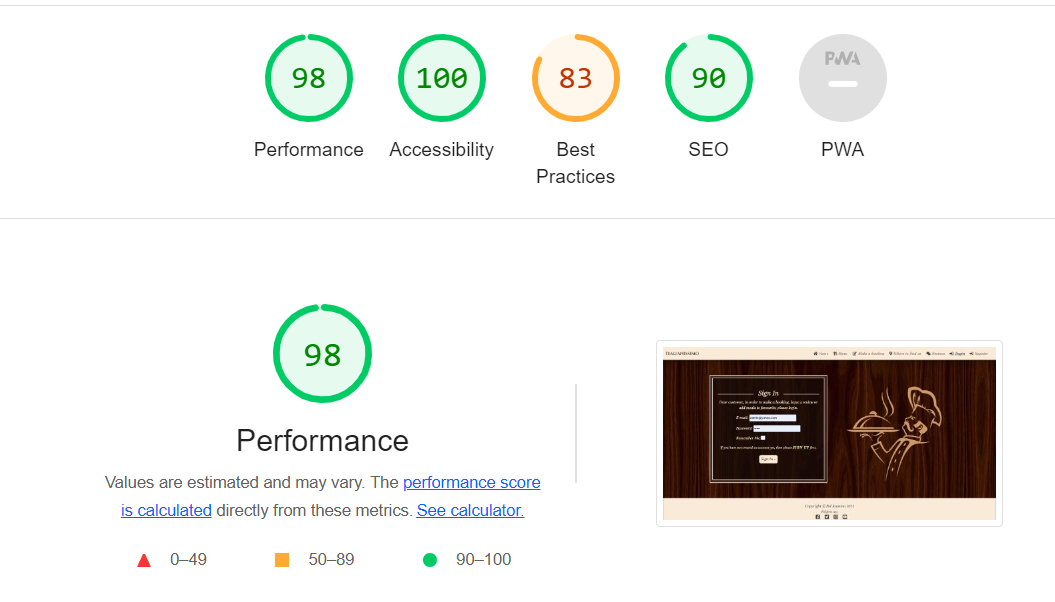 98 100 83 90 PWA
Performance Accessibility Best Practices SEO PWA
98
Performance
Values are estimated and may vary. The performance score
is calculated directly from these metrics. See calculator.
0–49 50–89 90–100
Sign In